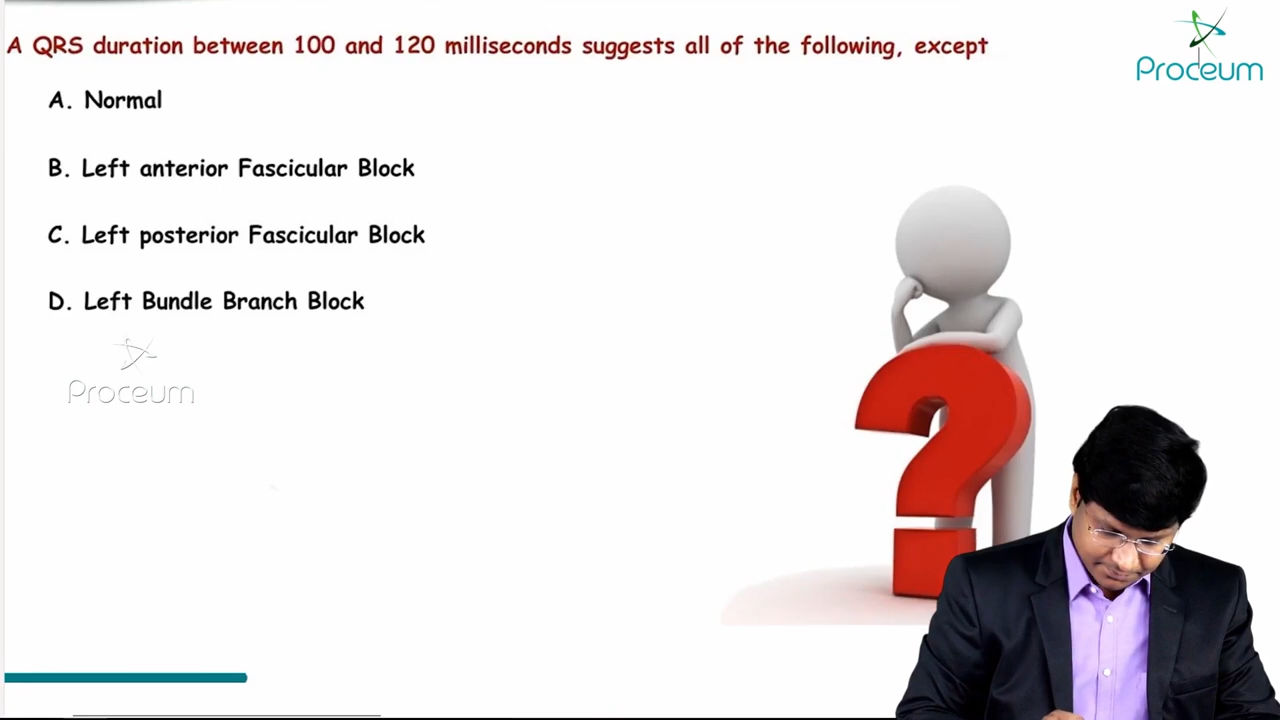 A QRS duration between 100 and 120 milliseconds suggests all of the following, except
Proceum
A. Normal
B. Left anterior Fascicular Block
C. Left posterior Fascicular Block
D. Left Bundle Branch Block
Proceum